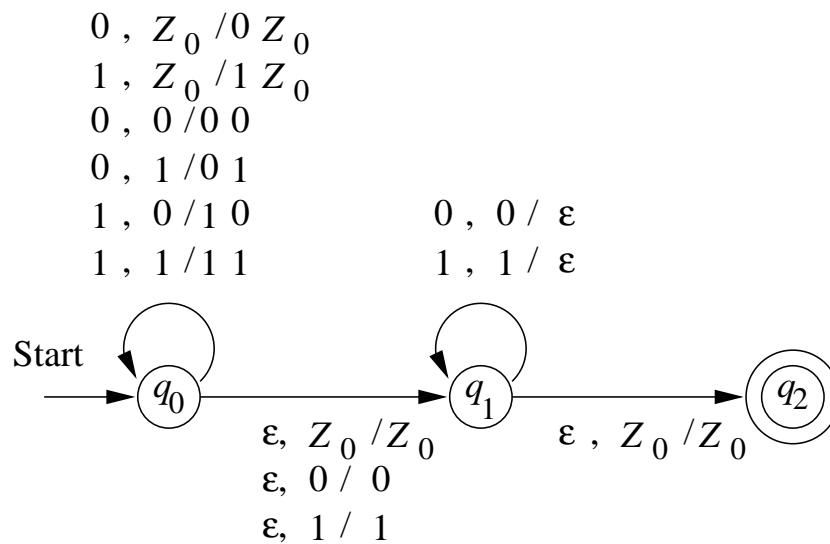 0 , Z₀ / 0 Z₀
1 , Z₀ / 1 Z₀
0 , 0 / 0 0
0 , 1 / 0 1
1 , 0 / 1 0
1 , 1 / 1 1
0 , 0 / ε
1 , 1 / ε
Start
q₀
q₁
q₂
ε, Z₀ / Z₀
ε, 0 / 0
ε, 1 / 1
ε , Z₀ / Z₀